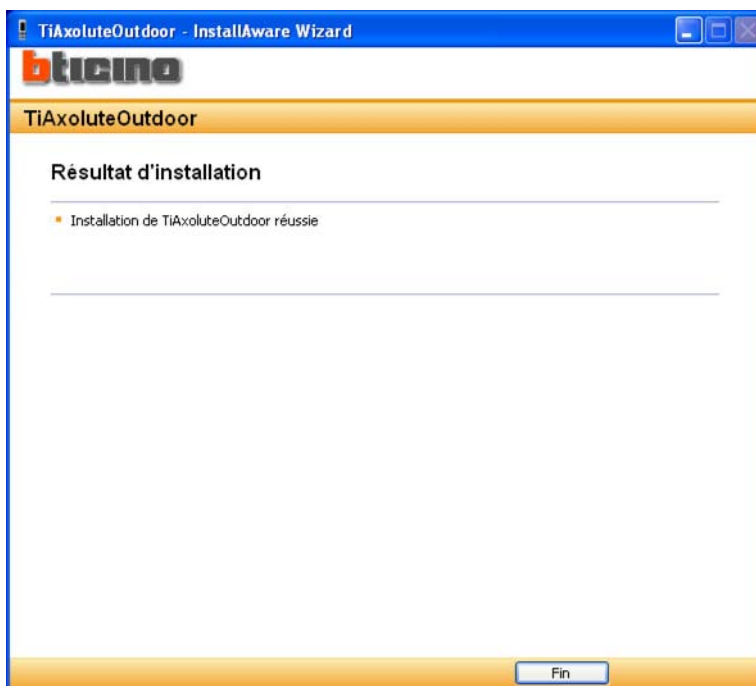 TiAxoluteOutdoor - InstallAware Wizard
bticino
TiAxoluteOutdoor
Résultat d'installation
Installation de TiAxoluteOutdoor réussie
Fin